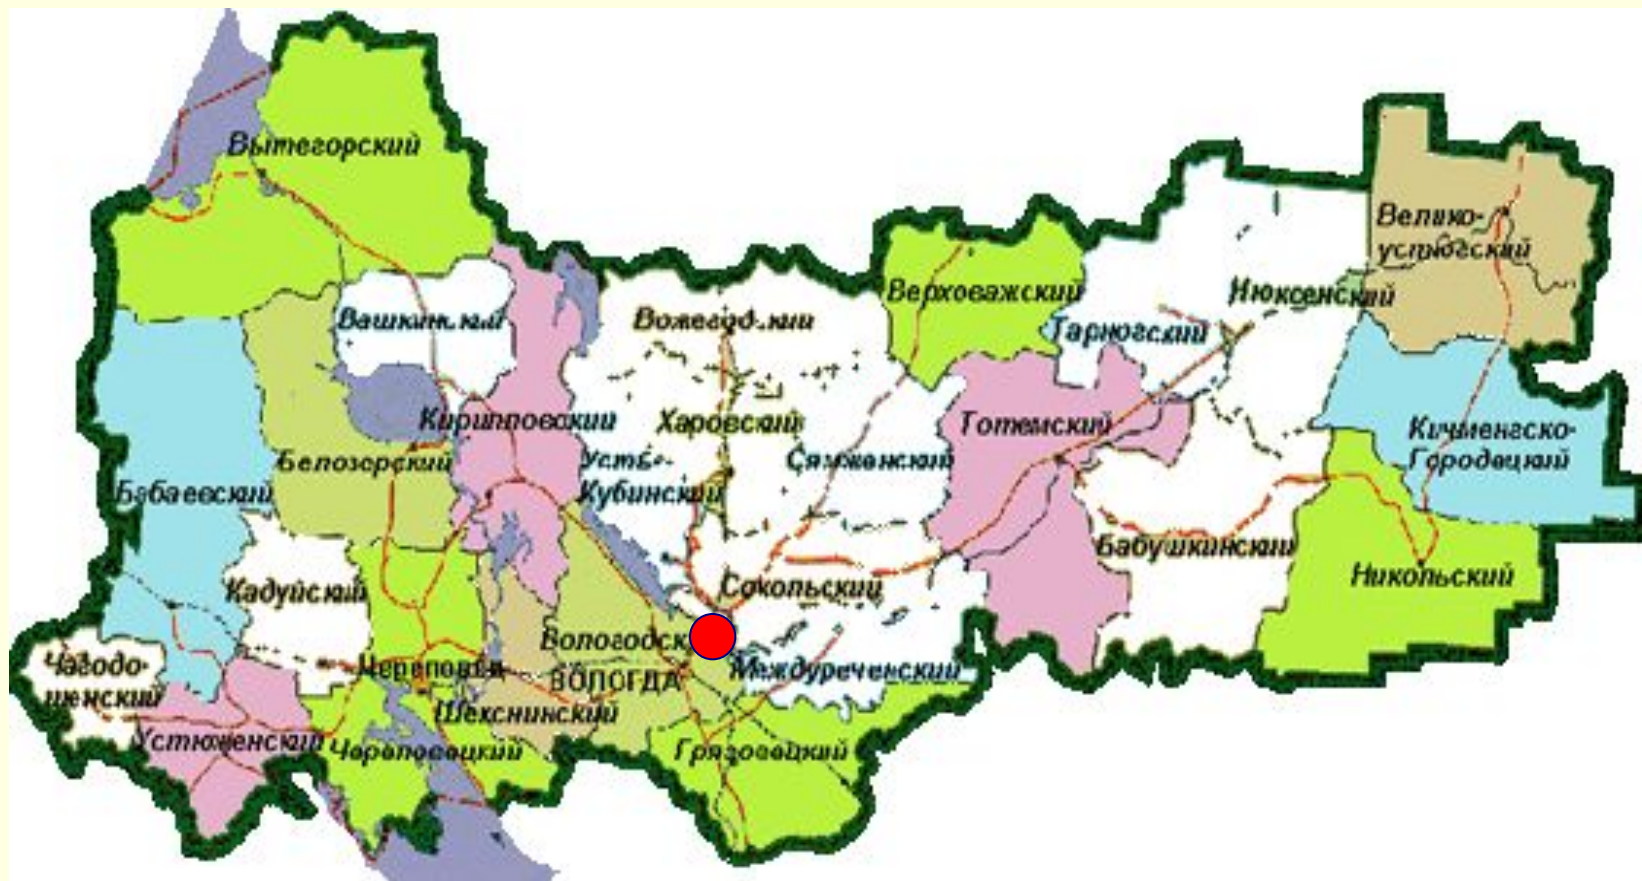 Вытегорский
Велико-
устюгский
Верховажский
Нюксенский
Вашкинский
Вожегодский
Тарногский
Кирилловский
Харовский
Тотемский
Кичменгско-
Городецкий
Белозерский
Усть-
Кубинский
Сямженский
Бабаевский
Бабушкинский
Никольский
Кадуйский
Сокольский
Вологодск
Чагодо-
щенский
Череповец
ВОЛОГДА
Междуреченский
Шекснинский
Устюженский
Череповецкий
Грязовецкий